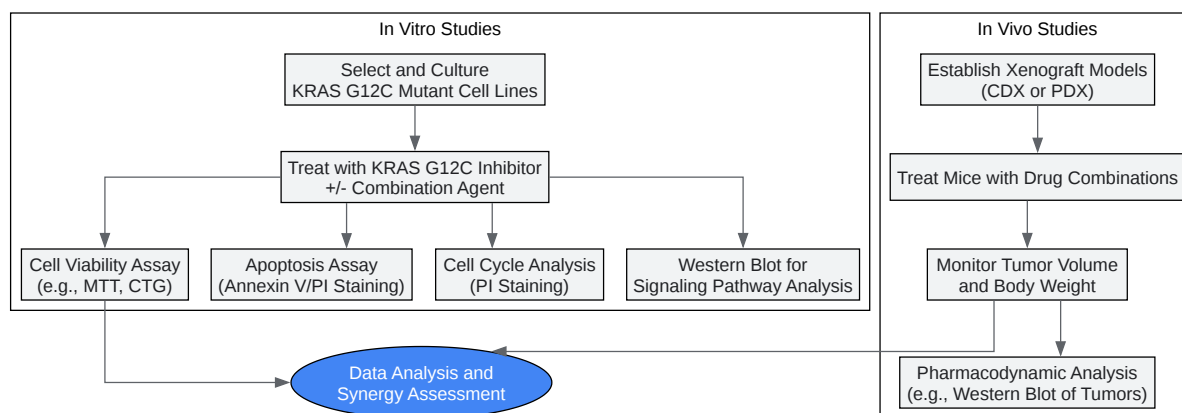 In Vitro Studies
Select and Culture
KRAS G12C Mutant Cell Lines
Treat with KRAS G12C Inhibitor
+/- Combination Agent
Cell Viability Assay
(e.g., MTT, CTG)
Apoptosis Assay
(Annexin V/PI Staining)
Cell Cycle Analysis
(PI Staining)
Western Blot for
Signaling Pathway Analysis
In Vivo Studies
Establish Xenograft Models
(CDX or PDX)
Treat Mice with Drug Combinations
Monitor Tumor Volume
and Body Weight
Pharmacodynamic Analysis
(e.g., Western Blot of Tumors)
Data Analysis and
Synergy Assessment